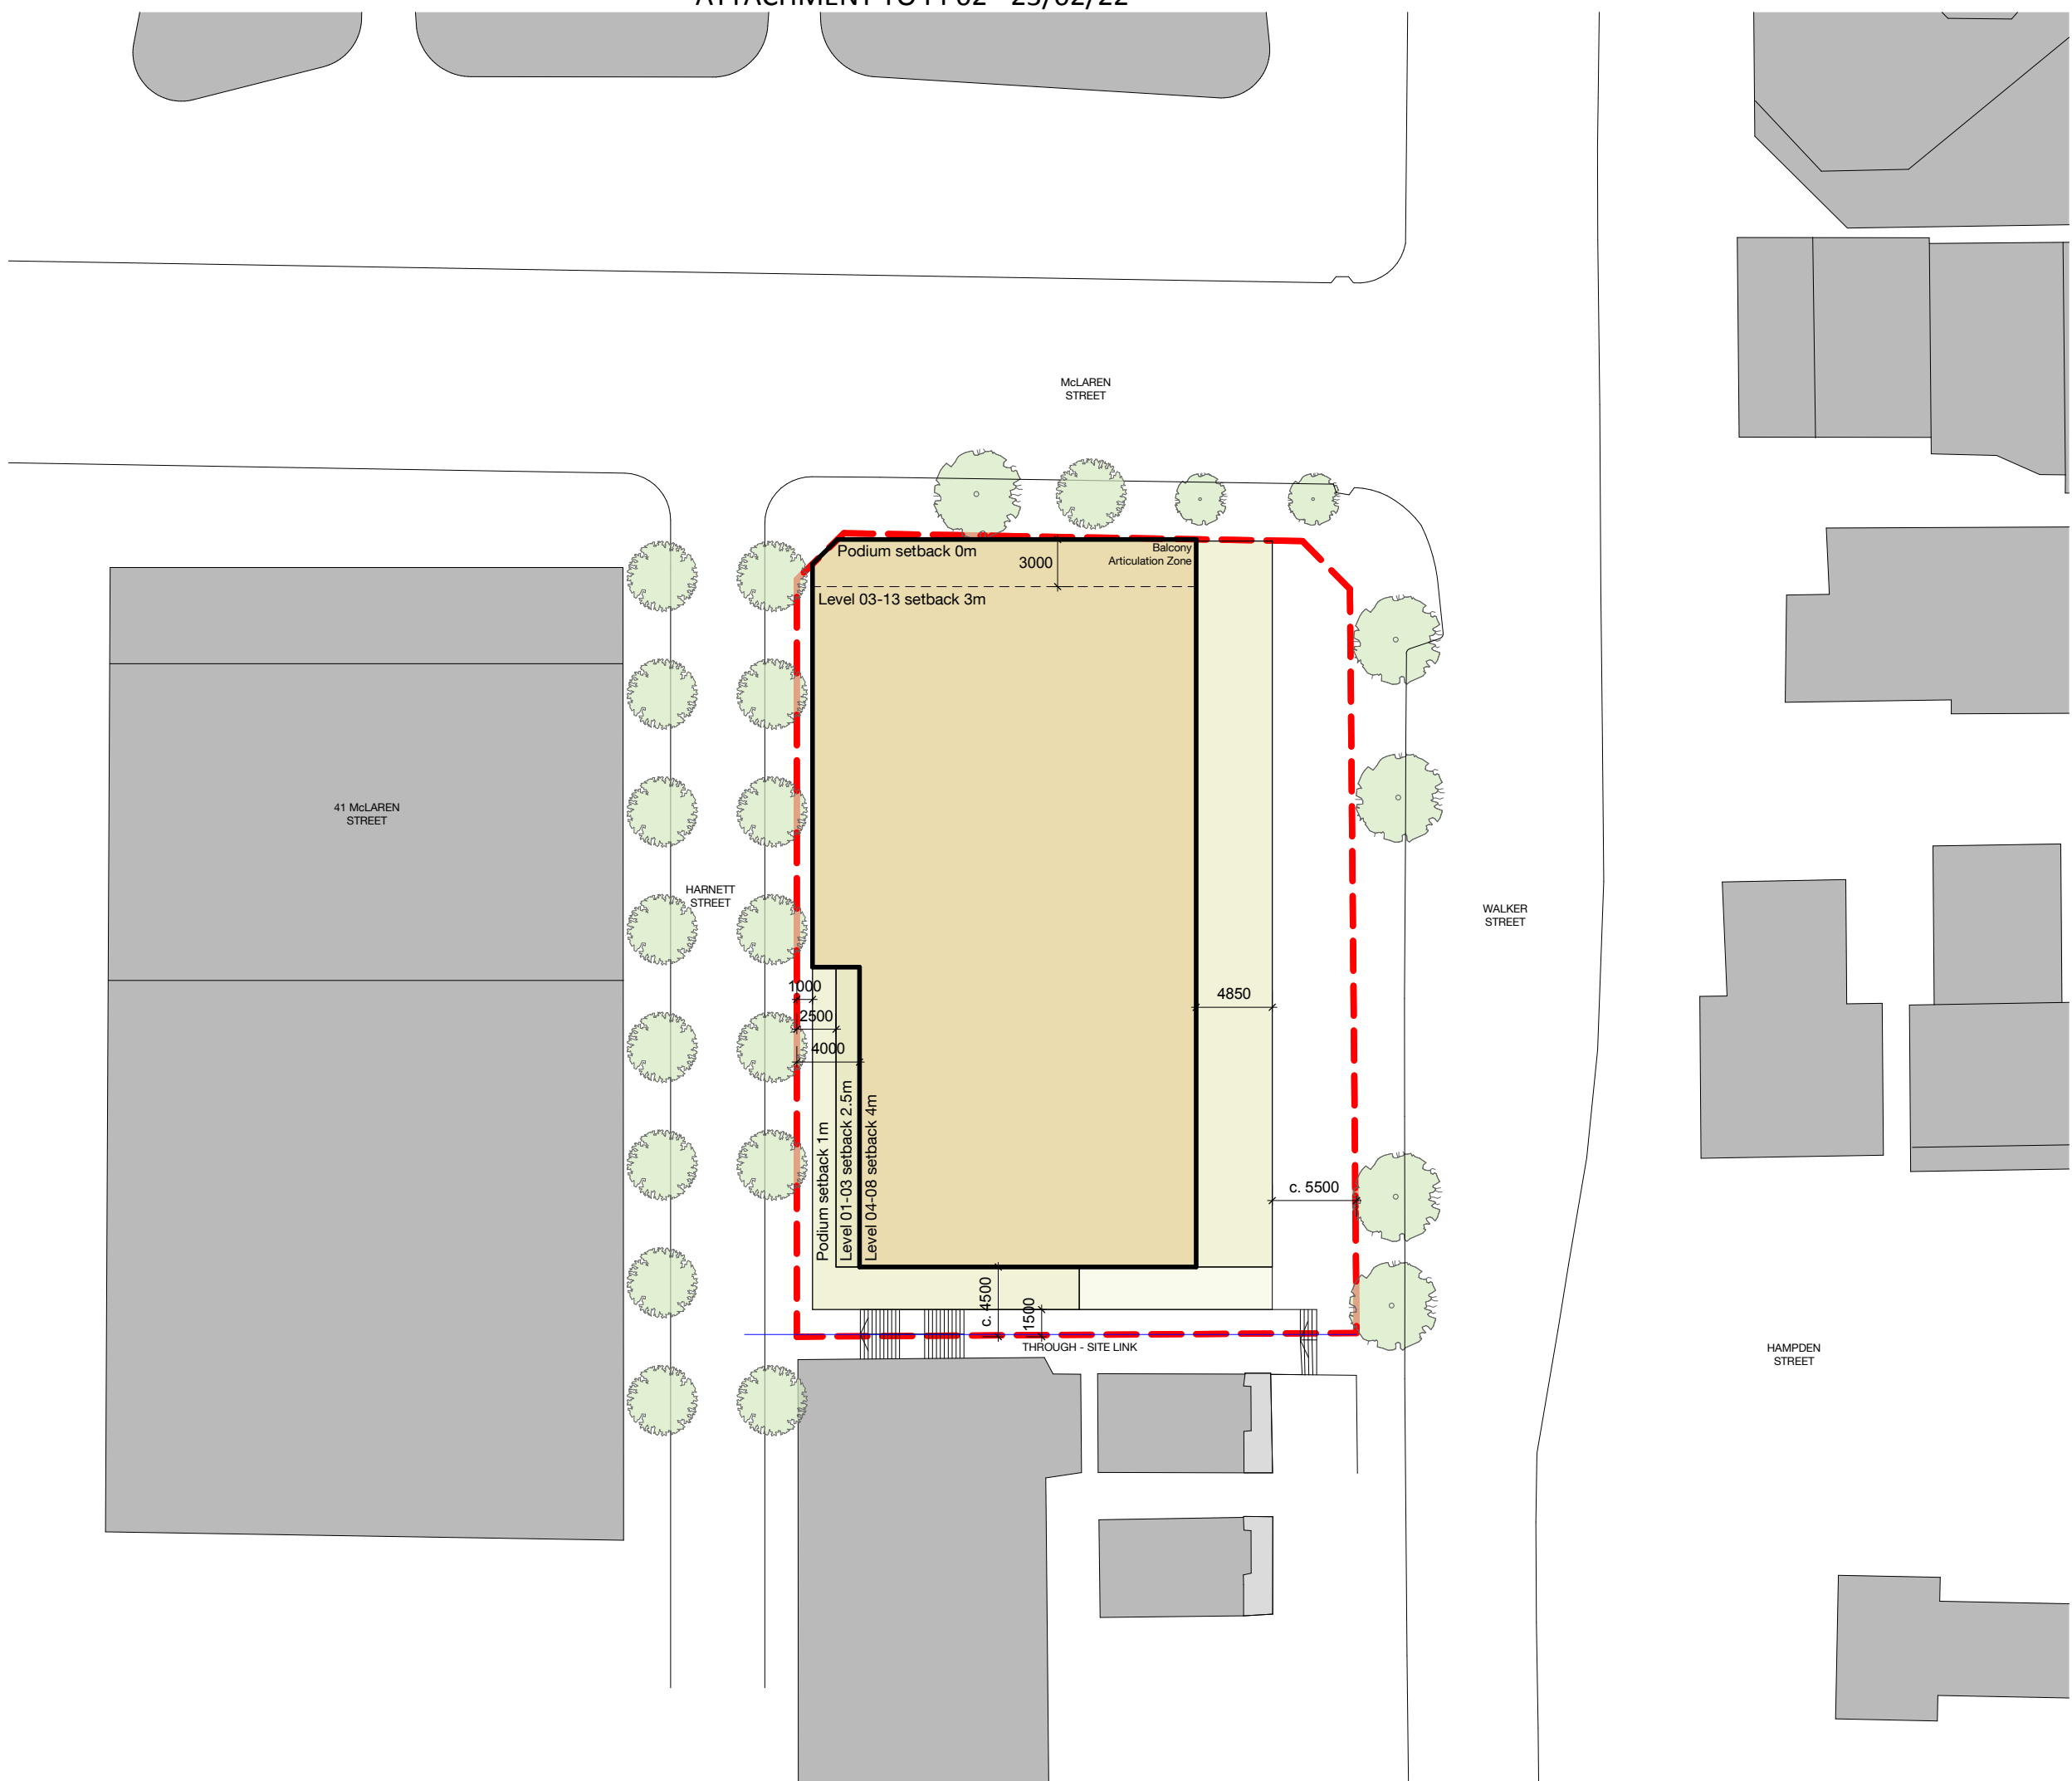 McLAREN
STREET
Podium setback 0m
Balcony
Articulation Zone
3000
Level 03-13 setback 3m
41 McLAREN
STREET
HARNETT
STREET
WALKER
STREET
1000
2500
4000
4850
Podium setback 1m
Level 01-03 setback 2.5m
Level 04-08 setback 4m
c. 5500
c. 4500
1500
THROUGH - SITE LINK
HAMPDEN
STREET